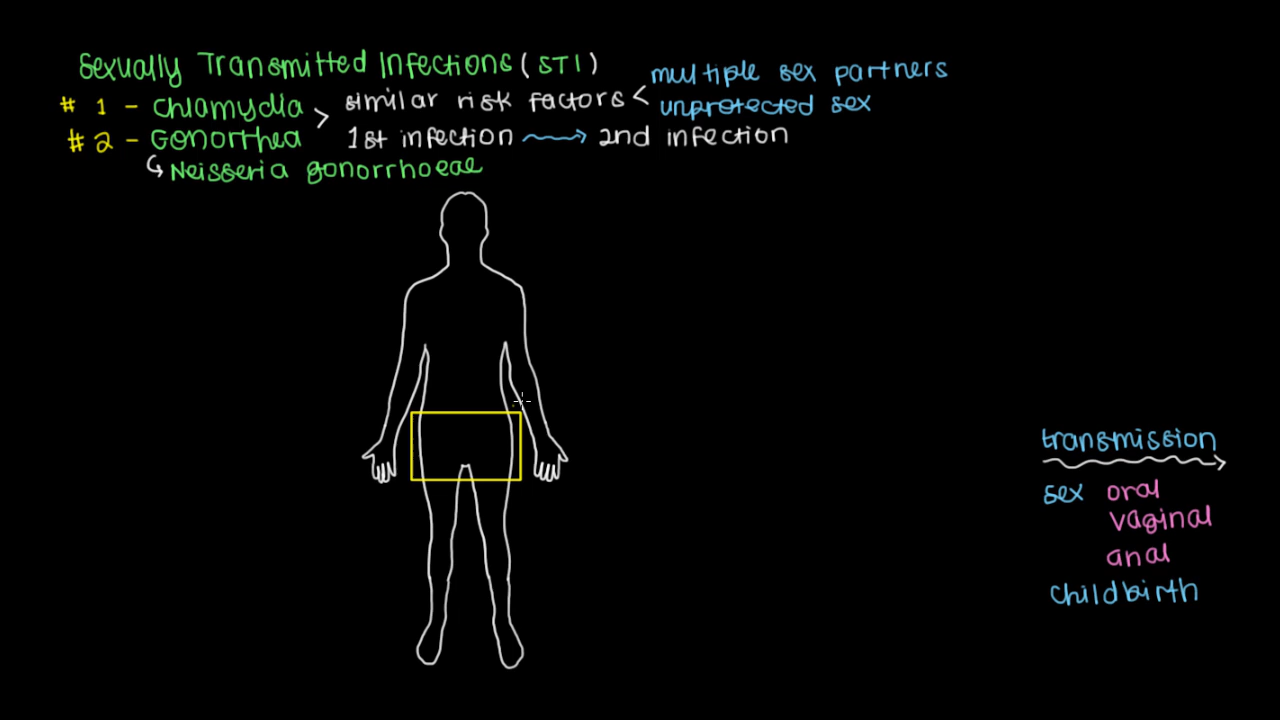 Sexually Transmitted Infections (STI)
# 1 - Chlamydia > similar risk factors < multiple sex partners
unprotected sex
# 2 - Gonorrhea 1st infection → 2nd infection
↳ Neisseria gonorrhoeae
transmission
sex oral
vaginal
anal
childbirth